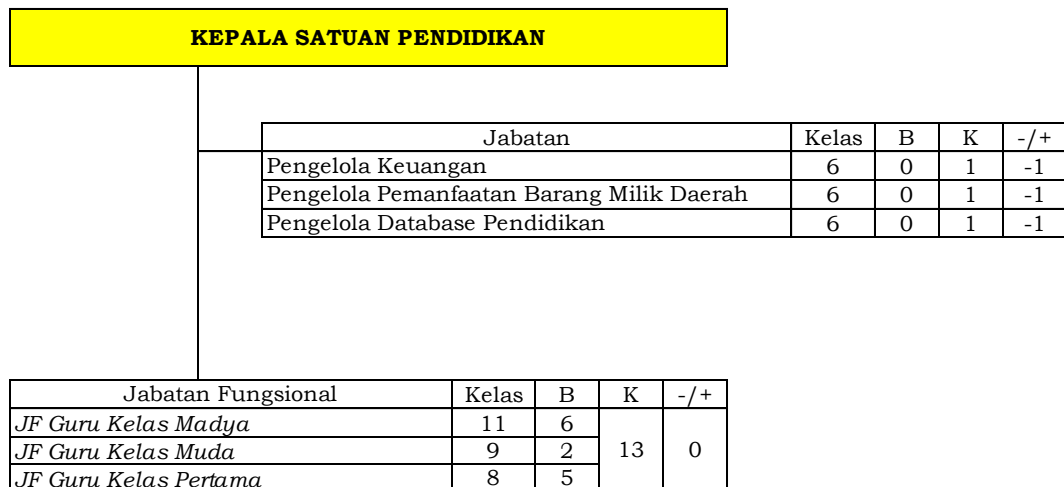 KEPALA SATUAN PENDIDIKAN
Jabatan Kelas B K -/+
Pengelola Keuangan 6 0 1 -1
Pengelola Pemanfaatan Barang Milik Daerah 6 0 1 -1
Pengelola Database Pendidikan 6 0 1 -1
Jabatan Fungsional Kelas B K -/+
JF Guru Kelas Madya 11 6
JF Guru Kelas Muda 9 2 13 0
JF Guru Kelas Pertama 8 5